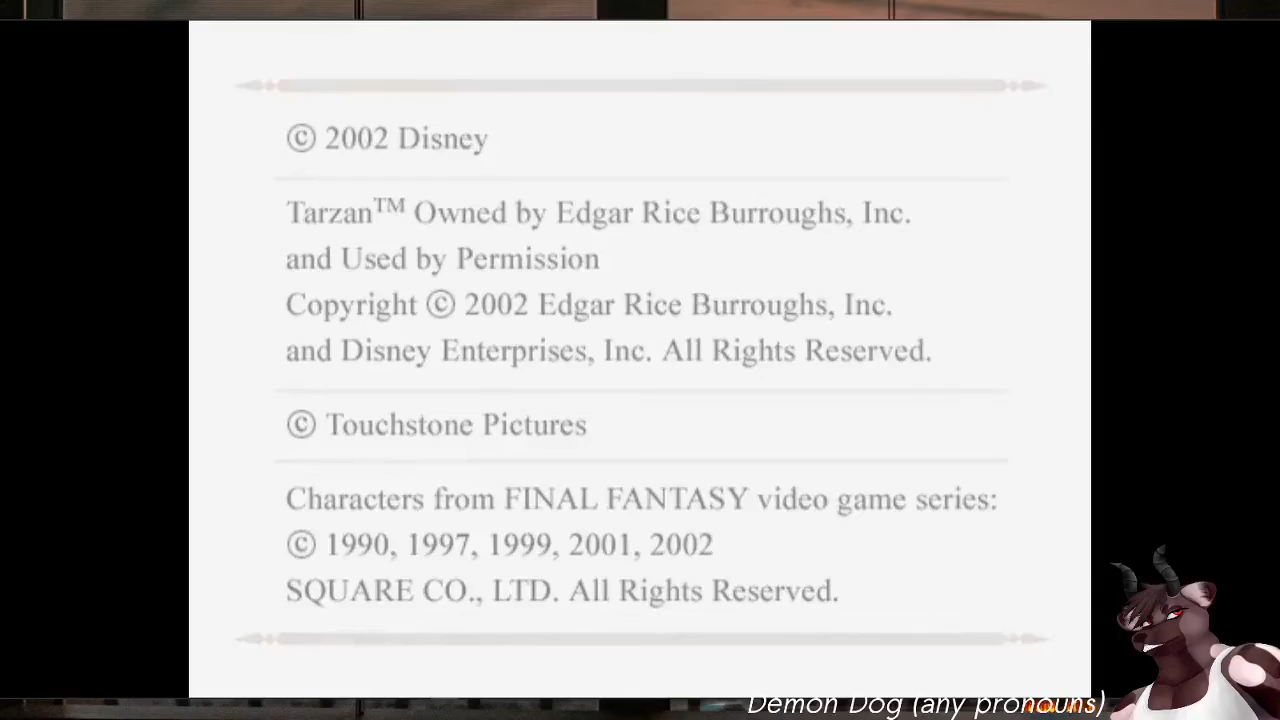 © 2002 Disney
Tarzan™ Owned by Edgar Rice Burroughs, Inc.
and Used by Permission
Copyright © 2002 Edgar Rice Burroughs, Inc.
and Disney Enterprises, Inc. All Rights Reserved.
© Touchstone Pictures
Characters from FINAL FANTASY video game series:
© 1990, 1997, 1999, 2001, 2002
SQUARE CO., LTD. All Rights Reserved.
Demon Dog (any pronouns)